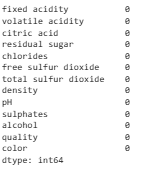 fixed acidity 0
volatile acidity 0
citric acid 0
residual sugar 0
chlorides 0
free sulfur dioxide 0
total sulfur dioxide 0
density 0
pH 0
sulphates 0
alcohol 0
quality 0
color 0
dtype: int64